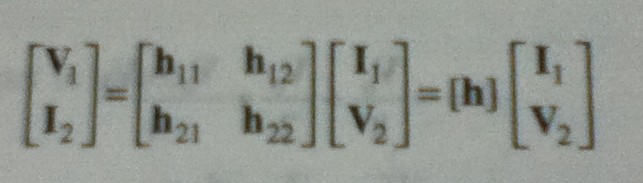 [V₁ I₂] = [h₁₁ h₁₂ h₂₁ h₂₂] [I₁ V₂] = [h] [I₁ V₂]